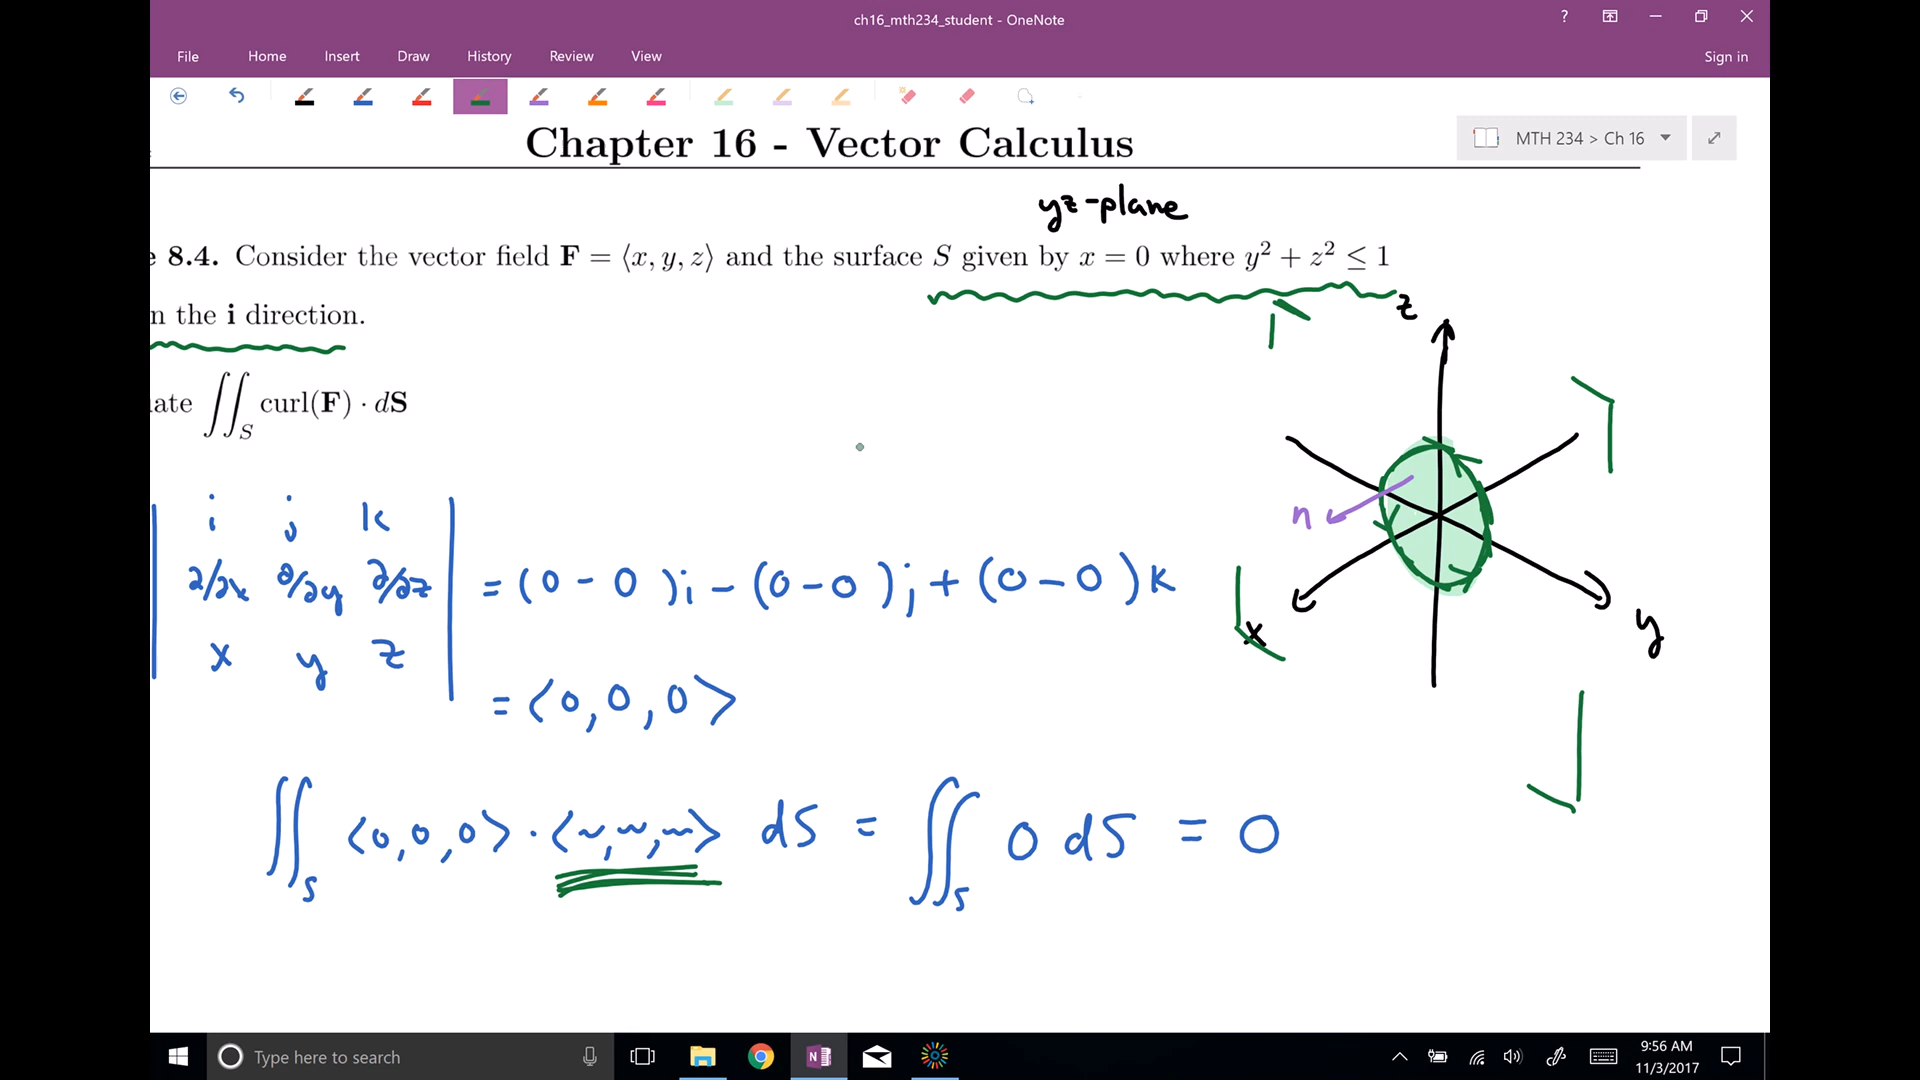 ch16_mth234_student - OneNote
File Home Insert Draw History Review View Sign in
Chapter 16 - Vector Calculus
MTH 234 > Ch 16
yz-plane
e 8.4. Consider the vector field F = ⟨x, y, z⟩ and the surface S given by x = 0 where y² + z² ≤ 1
n the i direction.
z
ate ∬_S curl(F) · dS
n
x
y
i j k
∂/∂x ∂/∂y ∂/∂z = (0 - 0)i - (0 - 0)j + (0 - 0)k
x y z
= <0, 0, 0>
∬_S <0, 0, 0> · <~, ~, ~> dS = ∬_S 0 dS = 0
Type here to search
9:56 AM
11/3/2017